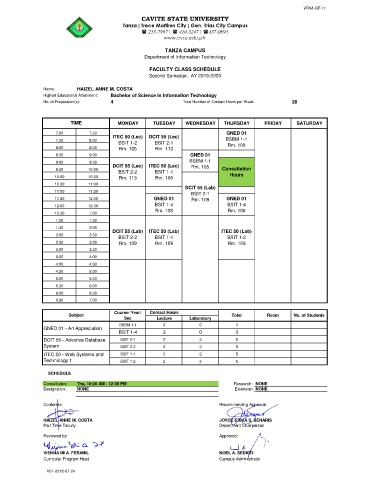 VPAA-QF-11
CAVITE STATE UNIVERSITY
Tanza | Trece Martires City | Gen. Trias City Campus
☎ 235-7997 ☎ 410-5247 ☎ 437-0693
www.cvsu.edu.ph
TANZA CAMPUS
Department of Information Technology
FACULTY CLASS SCHEDULE
Second Semester, AY 2019-2020
Name: HAIZEL ANNE M. COSTA
Highest Educational Attainment: Bachelor of Science in Information Technology
No. of Preparation(s): 4 Total Number of Contact Hours per Week: 28
TIME MONDAY TUESDAY WEDNESDAY THURSDAY FRIDAY SATURDAY
7:00 7:30 GNED 01
7:30 8:00 ITEC 50 (Lec) DCIT 55 (Lec) BSBM 1-1
8:00 8:30 BSIT 1-2 BSIT 2-1 Rm. 105
8:30 9:00 Rm. 105 Rm. 113 GNED 01
9:00 9:30 DCIT 55 (Lec) ITEC 50 (Lec) BSBM 1-1
9:30 10:00 BSIT 2-2 BSIT 1-1 Rm. 105 Consultation
10:00 10:30 Rm. 113 Rm. 106 Hours
10:30 11:00 DCIT 55 (Lab)
11:00 11:30 BSIT 2-1
11:30 12:00 GNED 01 Rm. 109 GNED 01
12:00 12:30 BSIT 1-4 BSIT 1-4
12:30 1:00 Rm. 108 Rm. 108
1:00 1:30
1:30 2:00
2:00 2:30 DCIT 55 (Lab) ITEC 50 (Lab) ITEC 50 (Lab)
2:30 3:00 BSIT 2-2 BSIT 1-1 BSIT 1-2
3:00 3:30 Rm. 109 Rm. 109 Rm. 109
3:30 4:00
4:00 4:30
4:30 5:00
5:00 5:30
5:30 6:00
6:00 6:30
6:30 7:00
Subject Course/ Year/ Sec Contact Hours Total Room No. of Students
Lecture Laboratory
GNED 01 - Art Appreciation BSBM 1-1 3 0 3
BSIT 1-4 3 0 3
DCIT 55 - Advance Database System BSIT 2-1 2 3 5
BSIT 2-2 2 3 5
ITEC 50 - Web Systems and Technology 1 BSIT 1-1 2 3 5
BSIT 1-2 2 3 5
SCHEDULE
Consultation: Thu, 10:00 AM - 12:00 PM Research: NONE
Designation: NONE Extension: NONE
Conforme: Recommending Approval:
HAIZEL ANNE M. COSTA
Part Time Faculty Department Chairperson
Reviewed by: Approved:
Curricular Program Head NOEL A. SEDIGO
Campus Administrator
V01-2018-07-24